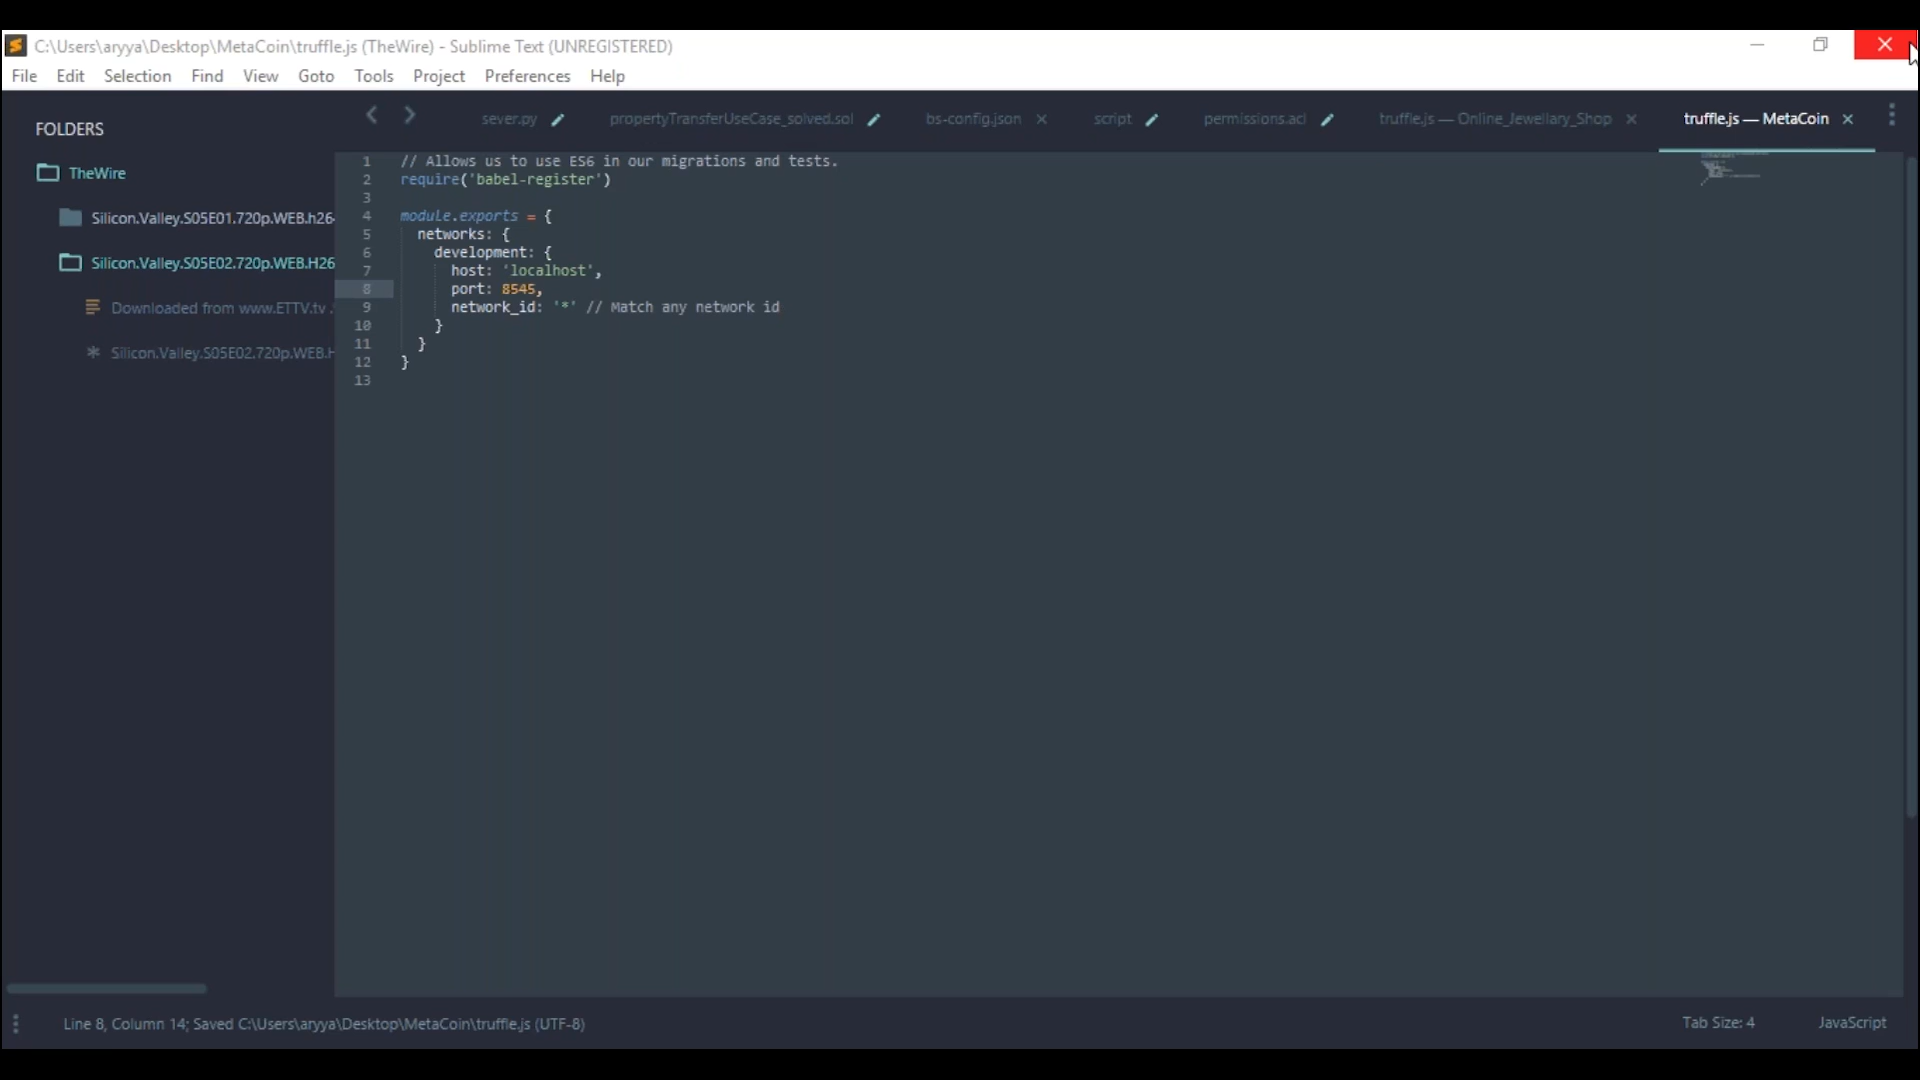 C:\Users\aryya\Desktop\MetaCoin\truffle.js (TheWire) - Sublime Text (UNREGISTERED)
File Edit Selection Find View Goto Tools Project Preferences Help
FOLDERS
TheWire
Silicon.Valley.S05E01.720p.WEB.h26
Silicon.Valley.S05E02.720p.WEB.H26
Downloaded from www.ETTV.tv .
Silicon.Valley.S05E02.720p.WEB.H
sever.py propertyTransferUseCase_solved.sol bs-config.json script permissions.acl truffle.js — Online_Jewellary_Shop truffle.js — MetaCoin
1 // Allows us to use ES6 in our migrations and tests.
2 require('babel-register')
3
4 module.exports = {
5 networks: {
6 development: {
7 host: 'localhost',
8 port: 8545,
9 network_id: '*' // Match any network id
10 }
11 }
12 }
13
Line 8, Column 14; Saved C:\Users\aryya\Desktop\MetaCoin\truffle.js (UTF-8)
Tab Size: 4 JavaScript